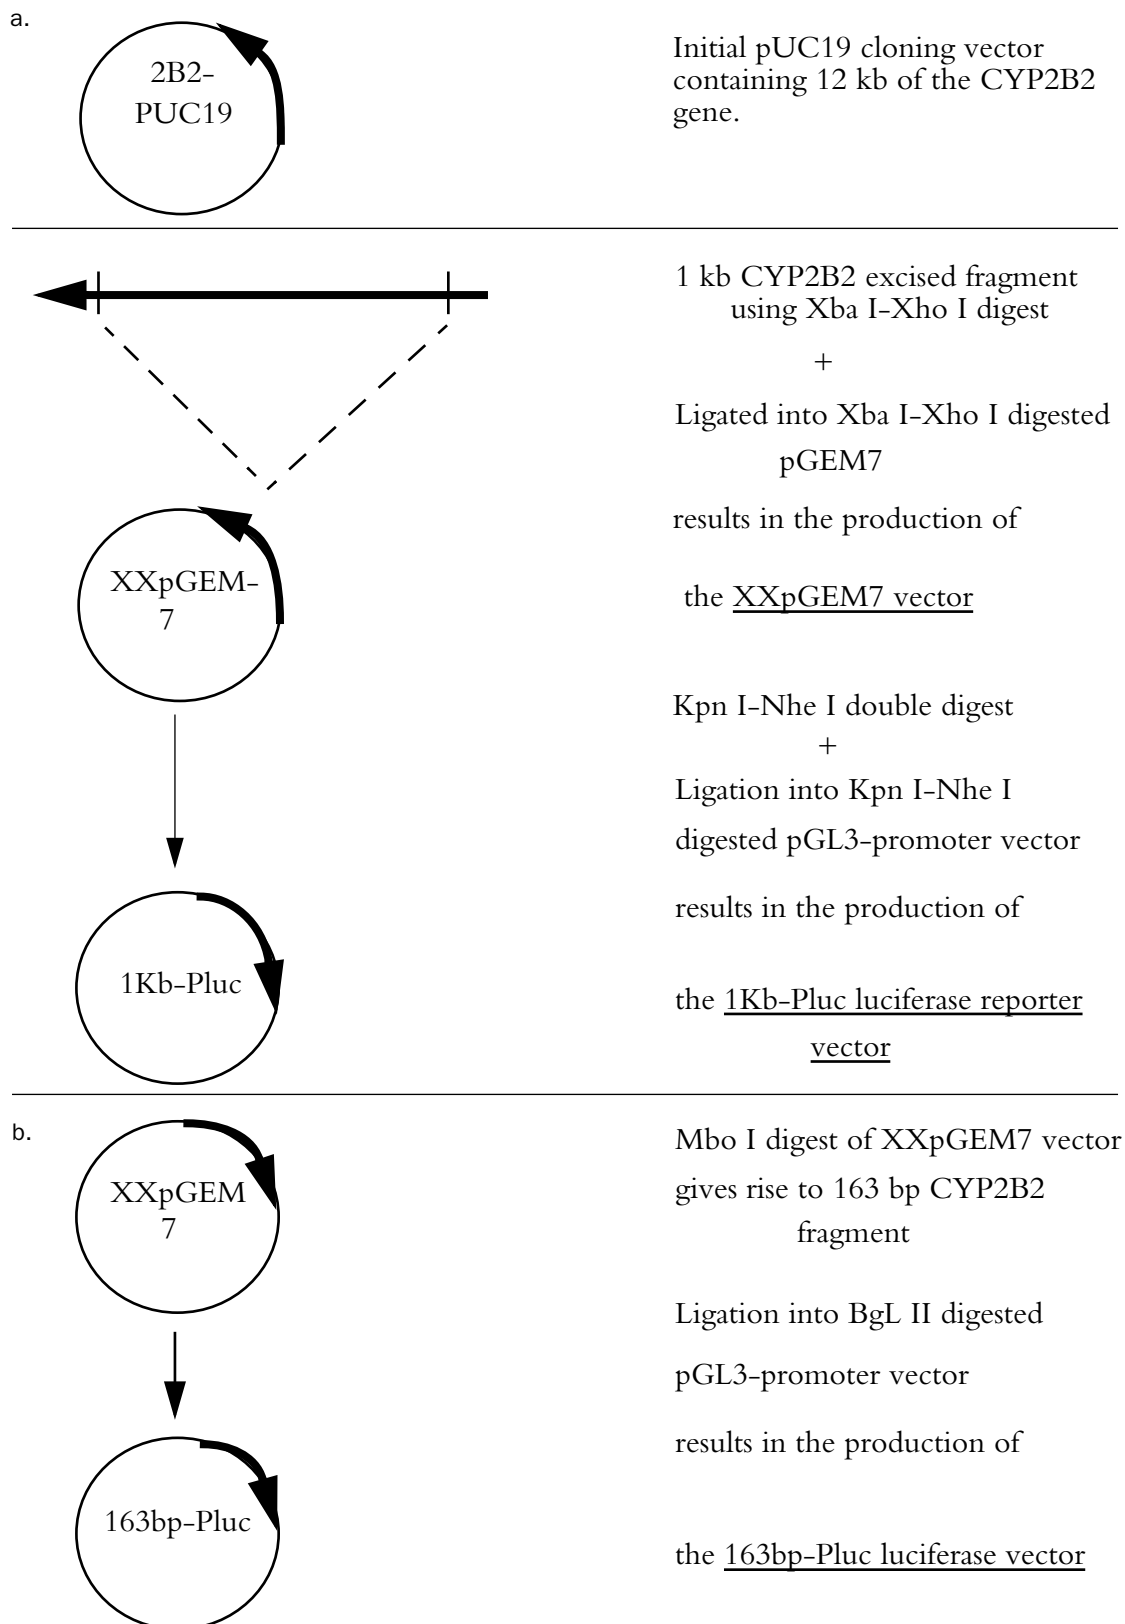 a.
2B2-
PUC19
Initial pUC19 cloning vector
containing 12 kb of the CYP2B2
gene.
1 kb CYP2B2 excised fragment
using Xba I-Xho I digest
+
Ligated into Xba I-Xho I digested
pGEM7
results in the production of
XXpGEM-
7
the XXpGEM7 vector
Kpn I-Nhe I double digest
+
Ligation into Kpn I-Nhe I
digested pGL3-promoter vector
results in the production of
1Kb-Pluc
the 1Kb-Pluc luciferase reporter
vector
b.
XXpGEM
7
Mbo I digest of XXpGEM7 vector
gives rise to 163 bp CYP2B2
fragment
Ligation into BgL II digested
pGL3-promoter vector
results in the production of
163bp-Pluc
the 163bp-Pluc luciferase vector